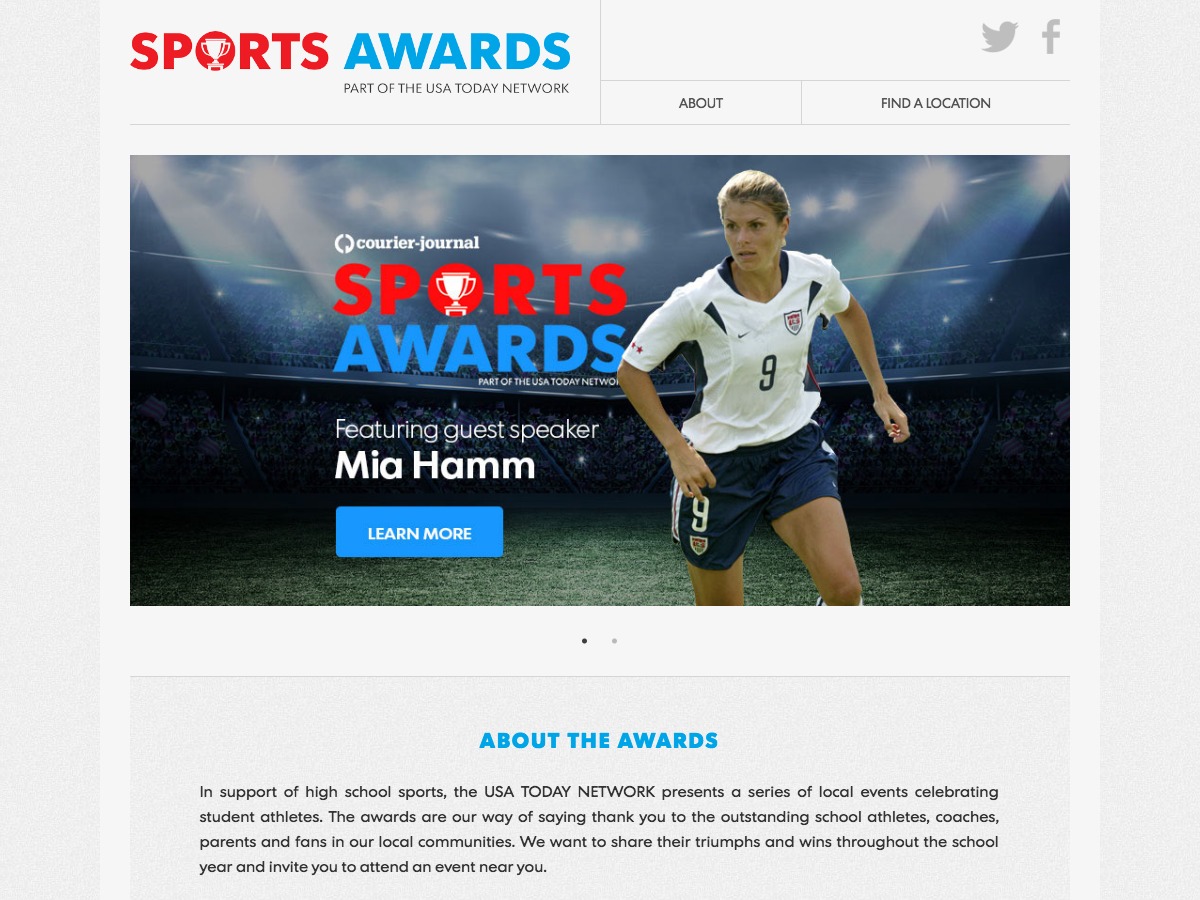 SPORTS AWARDS
PART OF THE USA TODAY NETWORK
ABOUT
FIND A LOCATION
courier-journal
SPORTS
AWARDS
PART OF THE USA TODAY
Featuring guest speaker
Mia Hamm
LEARN MORE
9
9
ABOUT THE AWARDS
In support of high school sports, the USA TODAY NETWORK presents a series of local events celebrating
student athletes. The awards are our way of saying thank you to the outstanding school athletes, coaches,
parents and fans in our local communities. We want to share their triumphs and wins throughout the school
year and invite you to attend an event near you.